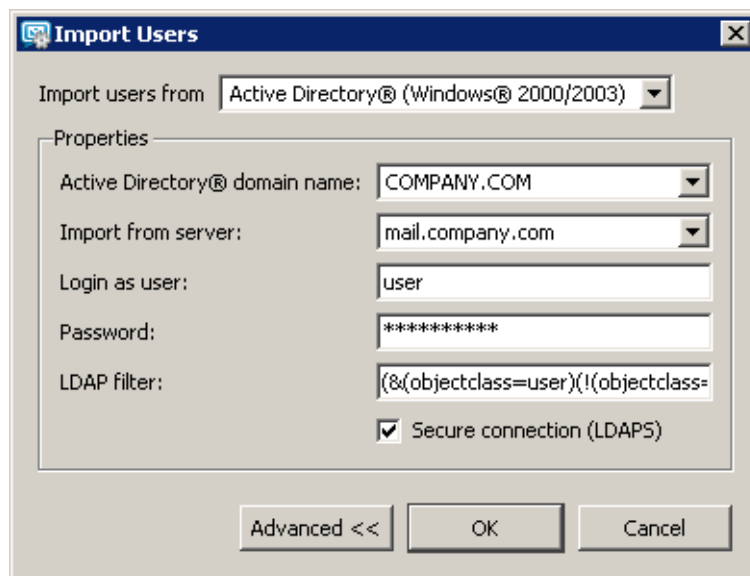 Import Users
Import users from Active Directory® (Windows® 2000/2003)
Properties
Active Directory® domain name: COMPANY.COM
Import from server: mail.company.com
Login as user: user
Password: **********
LDAP filter: (&(objectclass=user)(!(objectclass=
Secure connection (LDAPS)
Advanced << OK Cancel